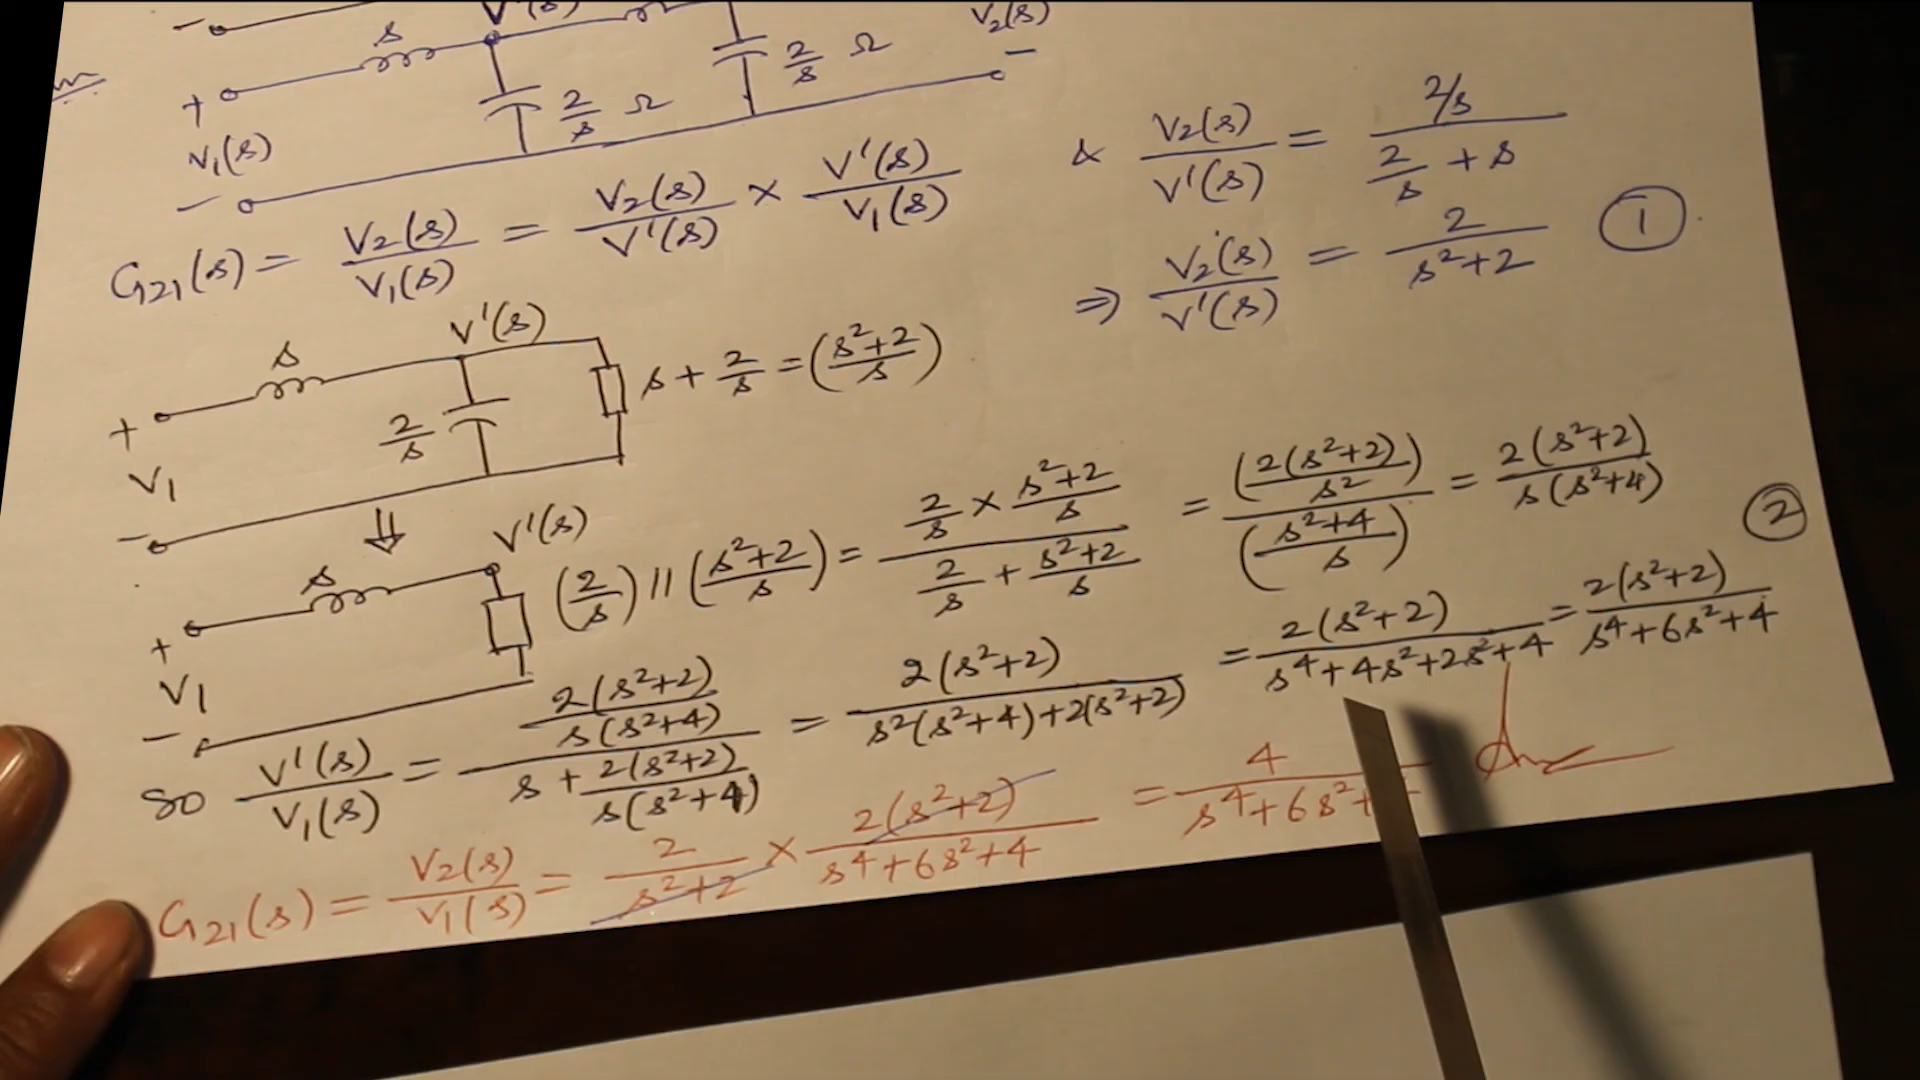 V'(s)
V2(s)
s
2/s Ω
+
2/s Ω
V1(s)
G21(s) = V2(s)/V1(s) = V2(s)/V'(s) × V'(s)/V1(s)
& V2(s)/V'(s) = (2/s)/(2/s + s)
⇒ V2(s)/V'(s) = 2/(s²+2) ①
V'(s)
s
s + 2/s = ((s²+2)/s)
+
2/s
V1
−
⇓
V'(s)
s
(2/s) || ((s²+2)/s) = (2/s × (s²+2)/s)/(2/s + (s²+2)/s) = (2(s²+2)/s²)/((s²+4)/s) = 2(s²+2)/(s(s²+4))
②
+
V1
−
So V'(s)/V1(s) = (2(s²+2)/(s(s²+4)))/(s + 2(s²+2)/(s(s²+4))) = 2(s²+2)/(s²(s²+4)+2(s²+2)) = 2(s²+2)/(s⁴+4s²+2s²+4) = 2(s²+2)/(s⁴+6s²+4)
G21(s) = V2(s)/V1(s) = 2/(s²+2) × 2(s²+2)/(s⁴+6s²+4) = 4/(s⁴+6s²+